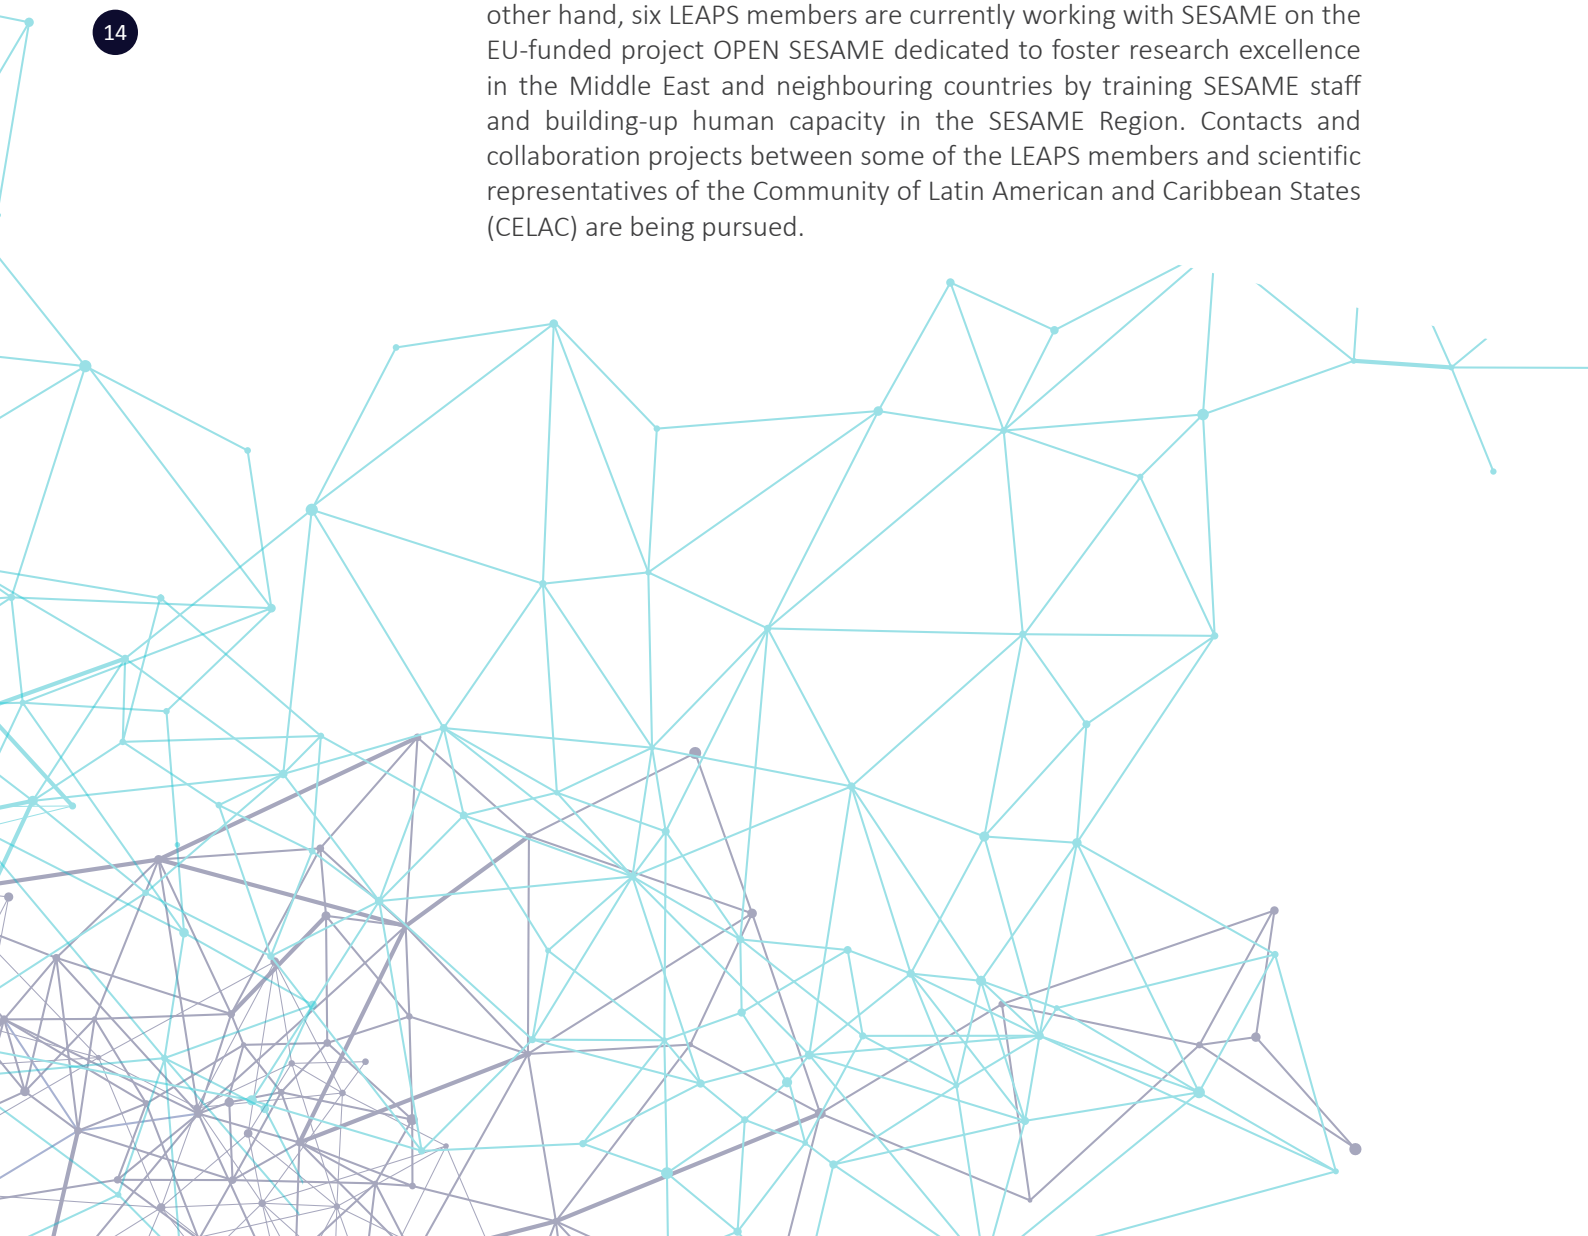 14
other hand, six LEAPS members are currently working with SESAME on the
EU-funded project OPEN SESAME dedicated to foster research excellence
in the Middle East and neighbouring countries by training SESAME staff
and building-up human capacity in the SESAME Region. Contacts and
collaboration projects between some of the LEAPS members and scientific
representatives of the Community of Latin American and Caribbean States
(CELAC) are being pursued.